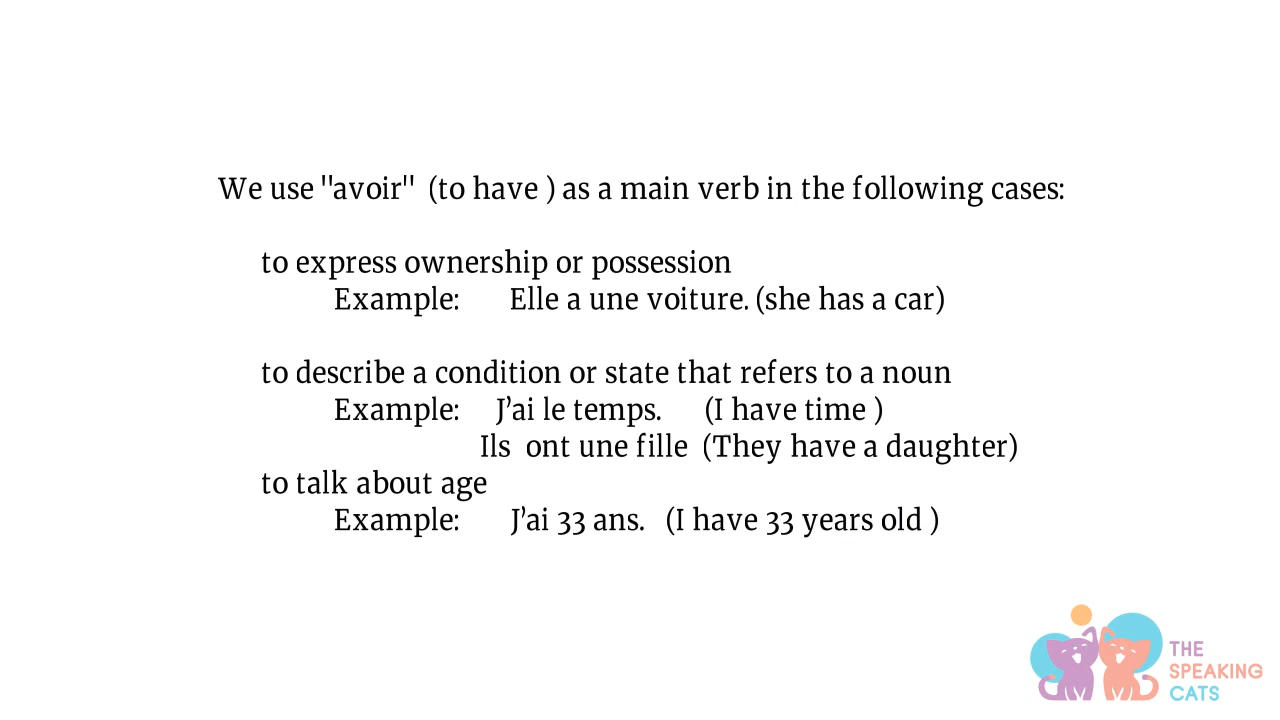 We use "avoir" (to have ) as a main verb in the following cases:
to express ownership or possession
Example: Elle a une voiture. (she has a car)
to describe a condition or state that refers to a noun
Example: J’ai le temps. (I have time )
Ils ont une fille (They have a daughter)
to talk about age
Example: J’ai 33 ans. (I have 33 years old )
THE
SPEAKING
CATS